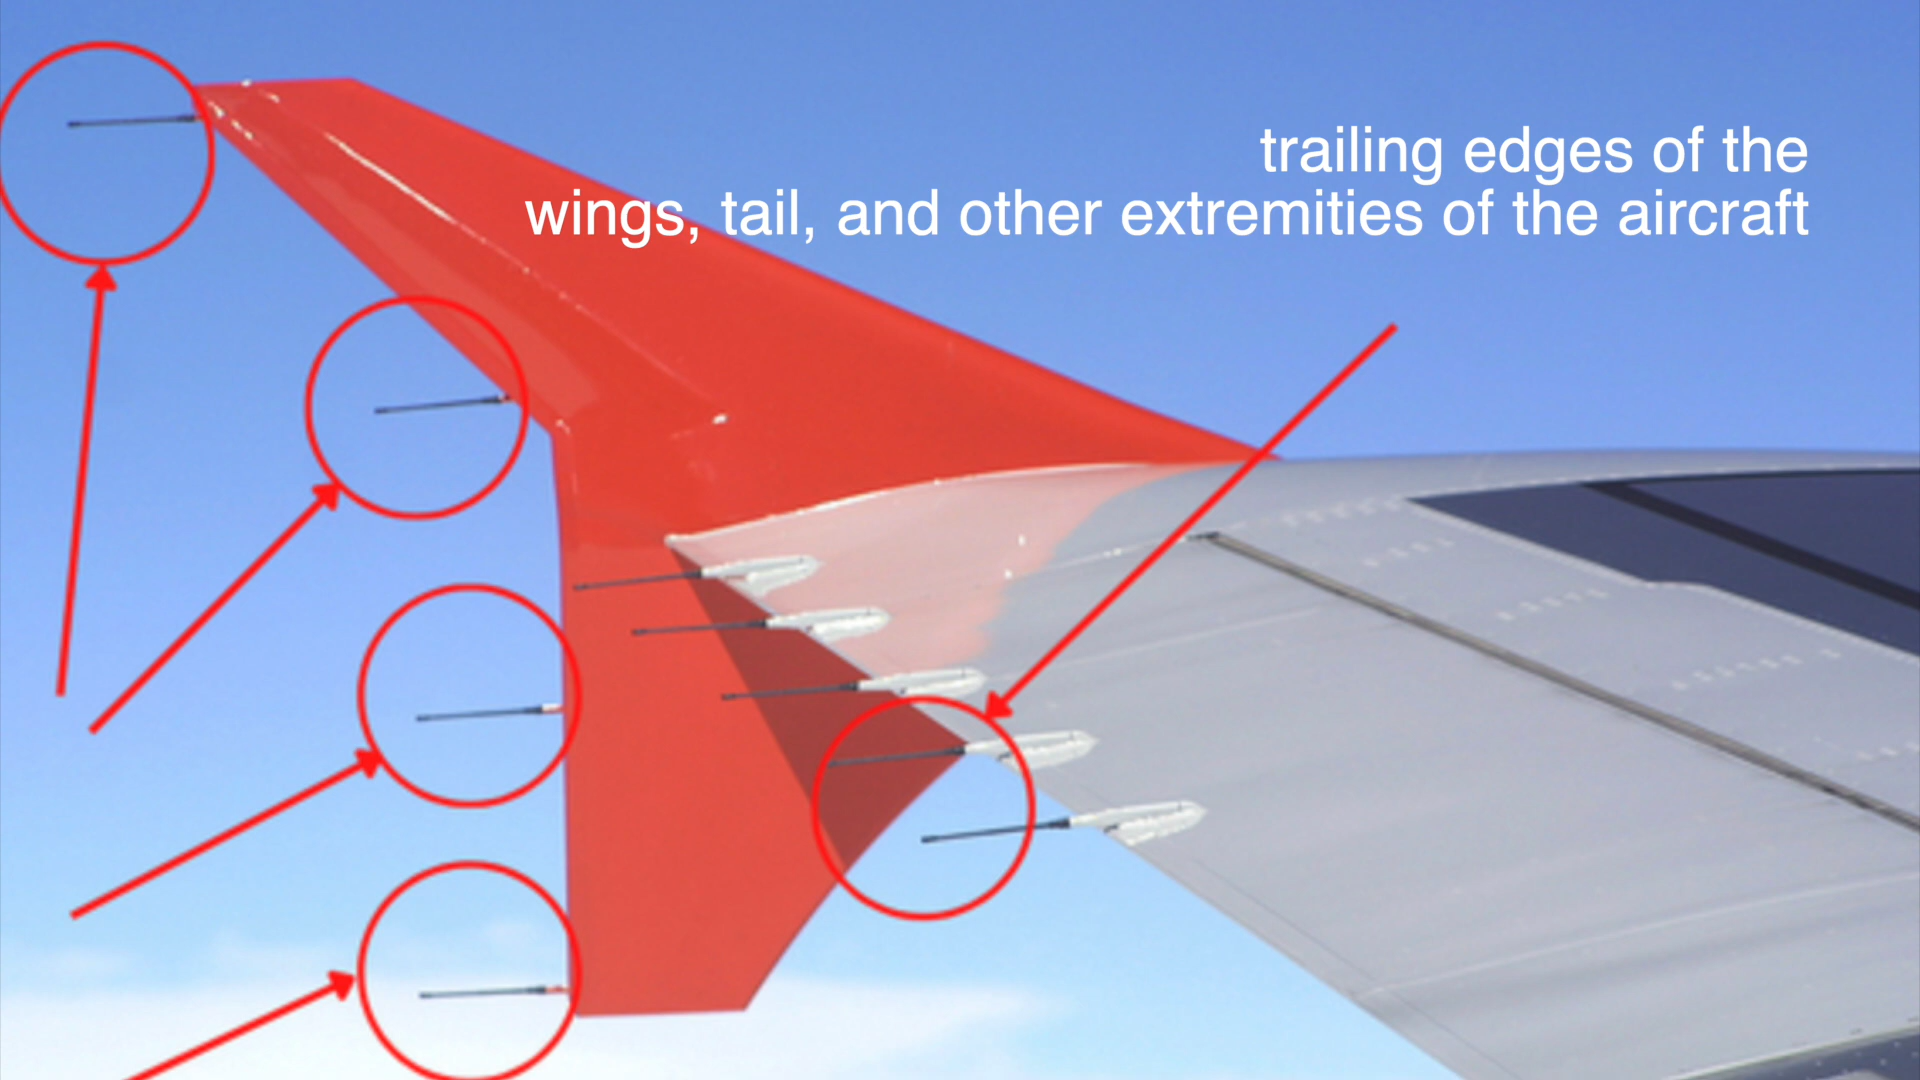 trailing edges of the
wings, tail, and other extremities of the aircraft